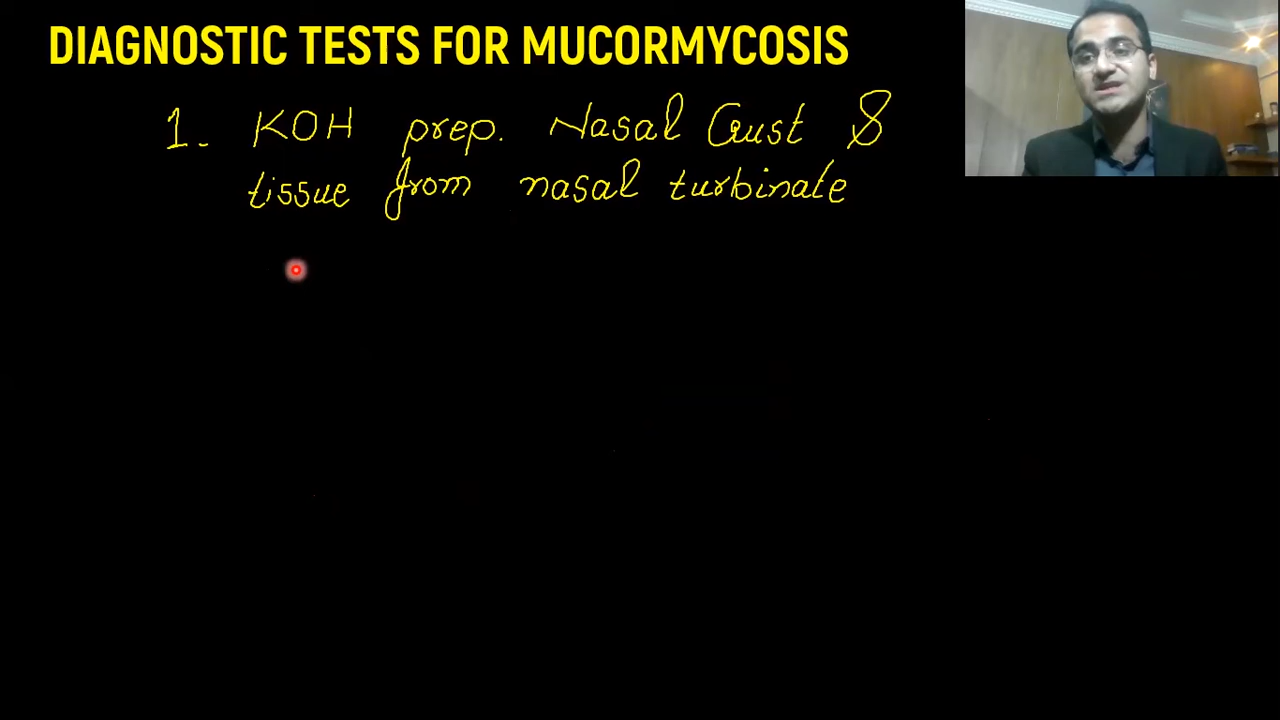 DIAGNOSTIC TESTS FOR MUCORMYCOSIS
1. KOH prep. Nasal Crust &
tissue from nasal turbinate